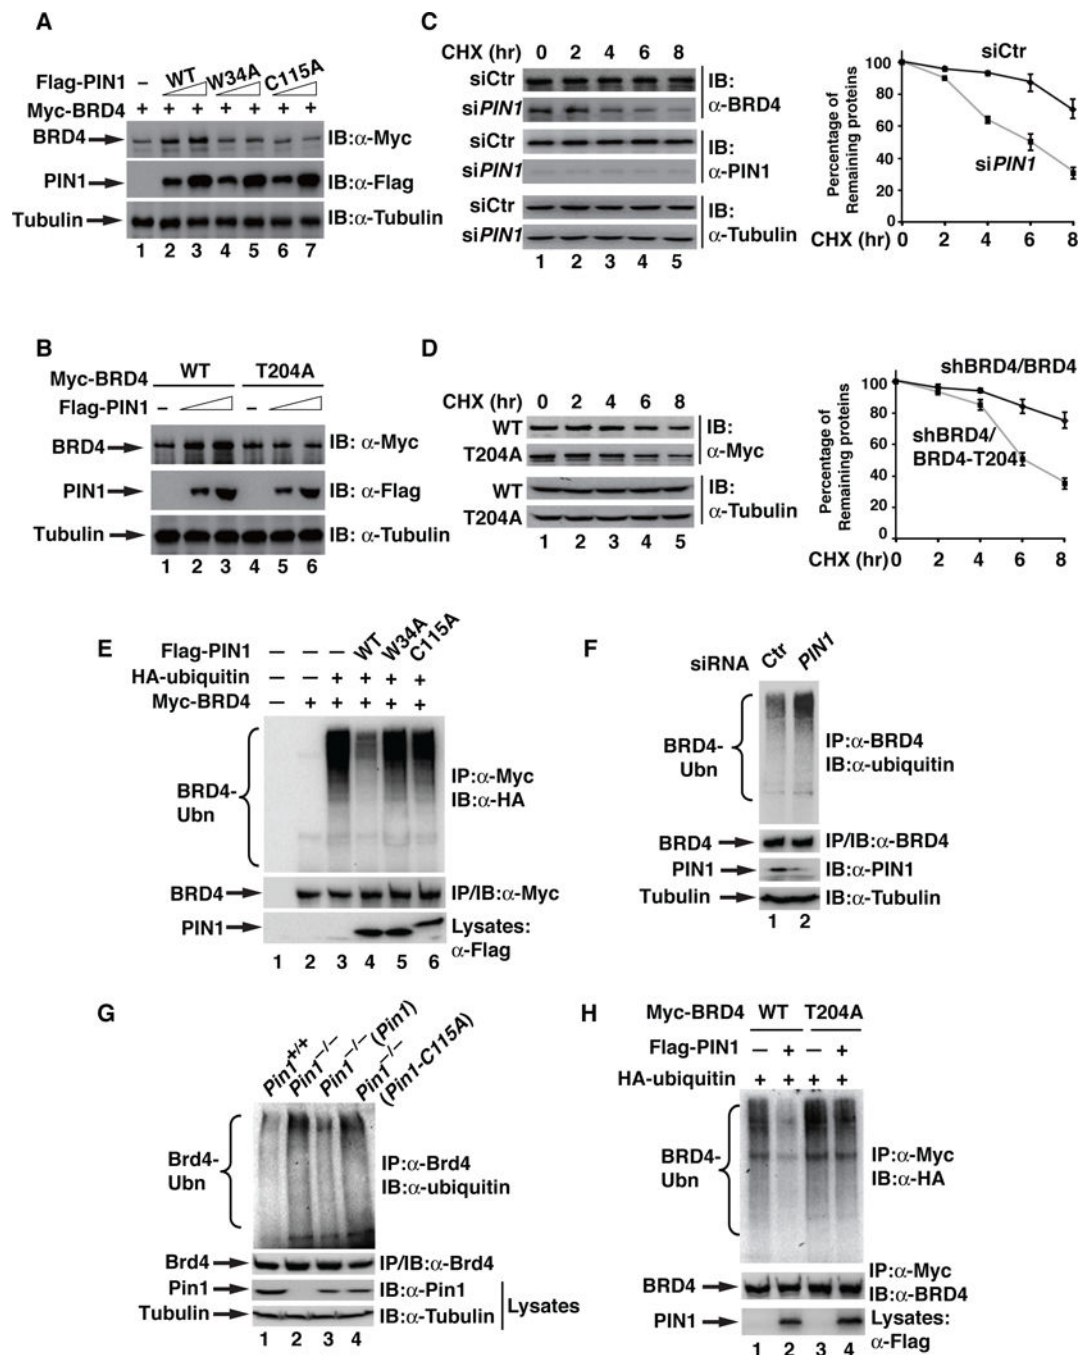 A
Flag-PIN1 – WT W34A C115A
Myc-BRD4 + + + + + + +
BRD4 IB:α-Myc
PIN1 IB:α-Flag
Tubulin IB:α-Tubulin
1 2 3 4 5 6 7
B
Myc-BRD4 WT T204A
Flag-PIN1 – –
BRD4 IB: α-Myc
PIN1 IB: α-Flag
Tubulin IB: α-Tubulin
1 2 3 4 5 6
C
CHX (hr) 0 2 4 6 8
siCtr IB:
siPIN1 α-BRD4
siCtr IB:
siPIN1 α-PIN1
siCtr IB:
siPIN1 α-Tubulin
1 2 3 4 5
Percentage of
Remaining proteins
100
80
60
40
20
0
siCtr
siPIN1
CHX (hr) 0 2 4 6 8
D
CHX (hr) 0 2 4 6 8
WT IB:
T204A α-Myc
WT IB:
T204A α-Tubulin
1 2 3 4 5
Percentage of
Remaining proteins
100
80
60
40
20
0
shBRD4/BRD4
shBRD4/
BRD4-T204
CHX (hr) 0 2 4 6 8
E
Flag-PIN1 – – – WT W34A C115A
HA-ubiquitin – – + + + +
Myc-BRD4 – + + + + +
BRD4-
Ubn
IP:α-Myc
IB:α-HA
BRD4 IP/IB:α-Myc
PIN1 Lysates:
α-Flag
1 2 3 4 5 6
F
siRNA Ctr PIN1
BRD4-
Ubn
IP:α-BRD4
IB:α-ubiquitin
BRD4 IP/IB:α-BRD4
PIN1 IB:α-PIN1
Tubulin IB:α-Tubulin
1 2
G
Pin1+/+ Pin1–/– Pin1–/– (Pin1) Pin1–/– (Pin1-C115A)
Brd4-
Ubn
IP:α-Brd4
IB:α-ubiquitin
Brd4 IP/IB:α-Brd4
Pin1 IB:α-Pin1
Tubulin IB:α-Tubulin
Lysates
1 2 3 4
H
Myc-BRD4 WT T204A
Flag-PIN1 – + – +
HA-ubiquitin + + + +
BRD4-
Ubn
IP:α-Myc
IB:α-HA
BRD4 IP:α-Myc
IB:α-BRD4
PIN1 Lysates:
α-Flag
1 2 3 4